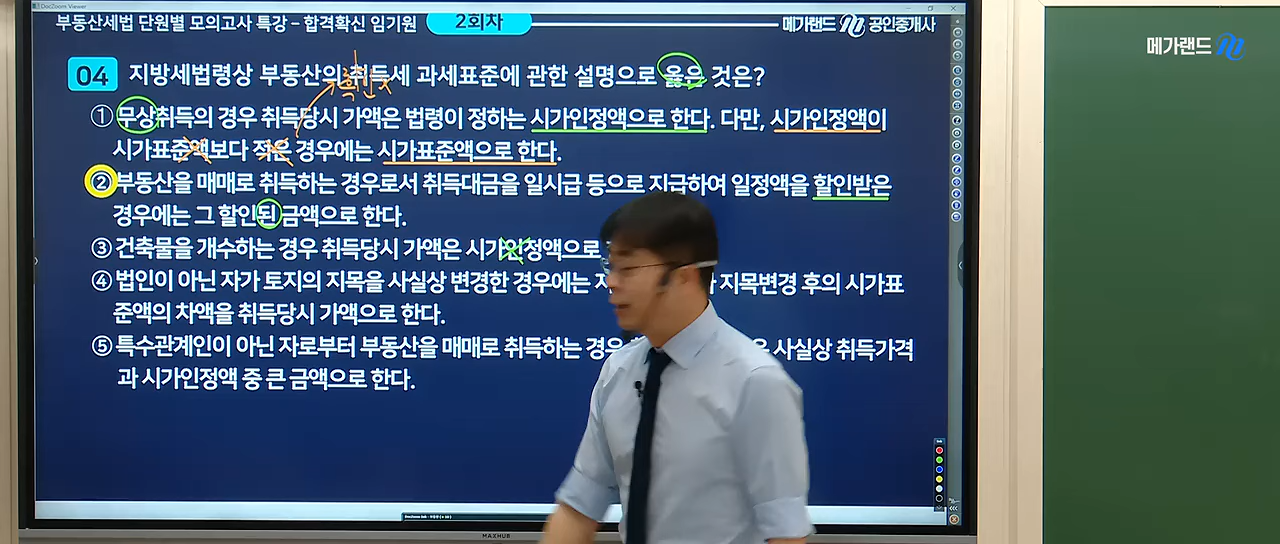 DocZoom Viewer
부동산세법 단원별 모의고사 특강 - 합격확신 임기원 2회차 메가랜드 공인중개사
메가랜드
04 지방세법령상 부동산의 취득세 과세표준에 관한 설명으로 옳은 것은?
① 무상취득의 경우 취득당시 가액은 법령이 정하는 시가인정액으로 한다. 다만, 시가인정액이
시가표준액보다 적은 경우에는 시가표준액으로 한다.
② 부동산을 매매로 취득하는 경우로서 취득대금을 일시급 등으로 지급하여 일정액을 할인받은
경우에는 그 할인된 금액으로 한다.
③ 건축물을 개수하는 경우 취득당시 가액은 시가인정액으로
④ 법인이 아닌 자가 토지의 지목을 사실상 변경한 경우에는 지목변경 후의 시가표
준액의 차액을 취득당시 가액으로 한다.
⑤ 특수관계인이 아닌 자로부터 부동산을 매매로 취득하는 경우 사실상 취득가격
과 시가인정액 중 큰 금액으로 한다.
MAXHUB